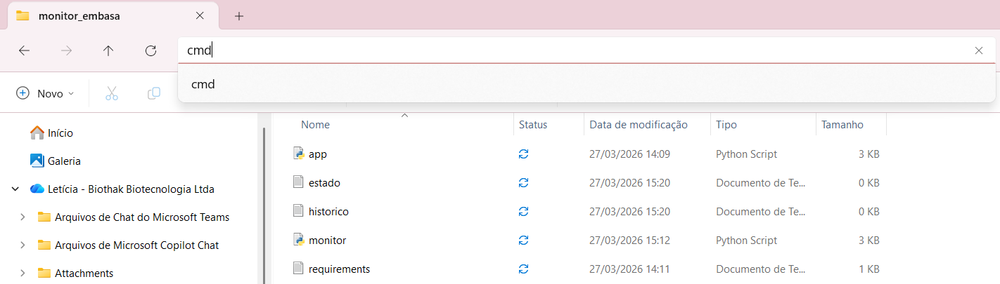 monitor_embasa
cmd
cmd
Novo
Nome Status Data de modificação Tipo Tamanho
Início
Galeria
Letícia - Biothak Biotecnologia Ltda
Arquivos de Chat do Microsoft Teams
Arquivos de Microsoft Copilot Chat
Attachments
app 27/03/2026 14:09 Python Script 3 KB
estado 27/03/2026 15:20 Documento de Te... 0 KB
historico 27/03/2026 15:20 Documento de Te... 0 KB
monitor 27/03/2026 15:12 Python Script 3 KB
requirements 27/03/2026 14:11 Documento de Te... 1 KB